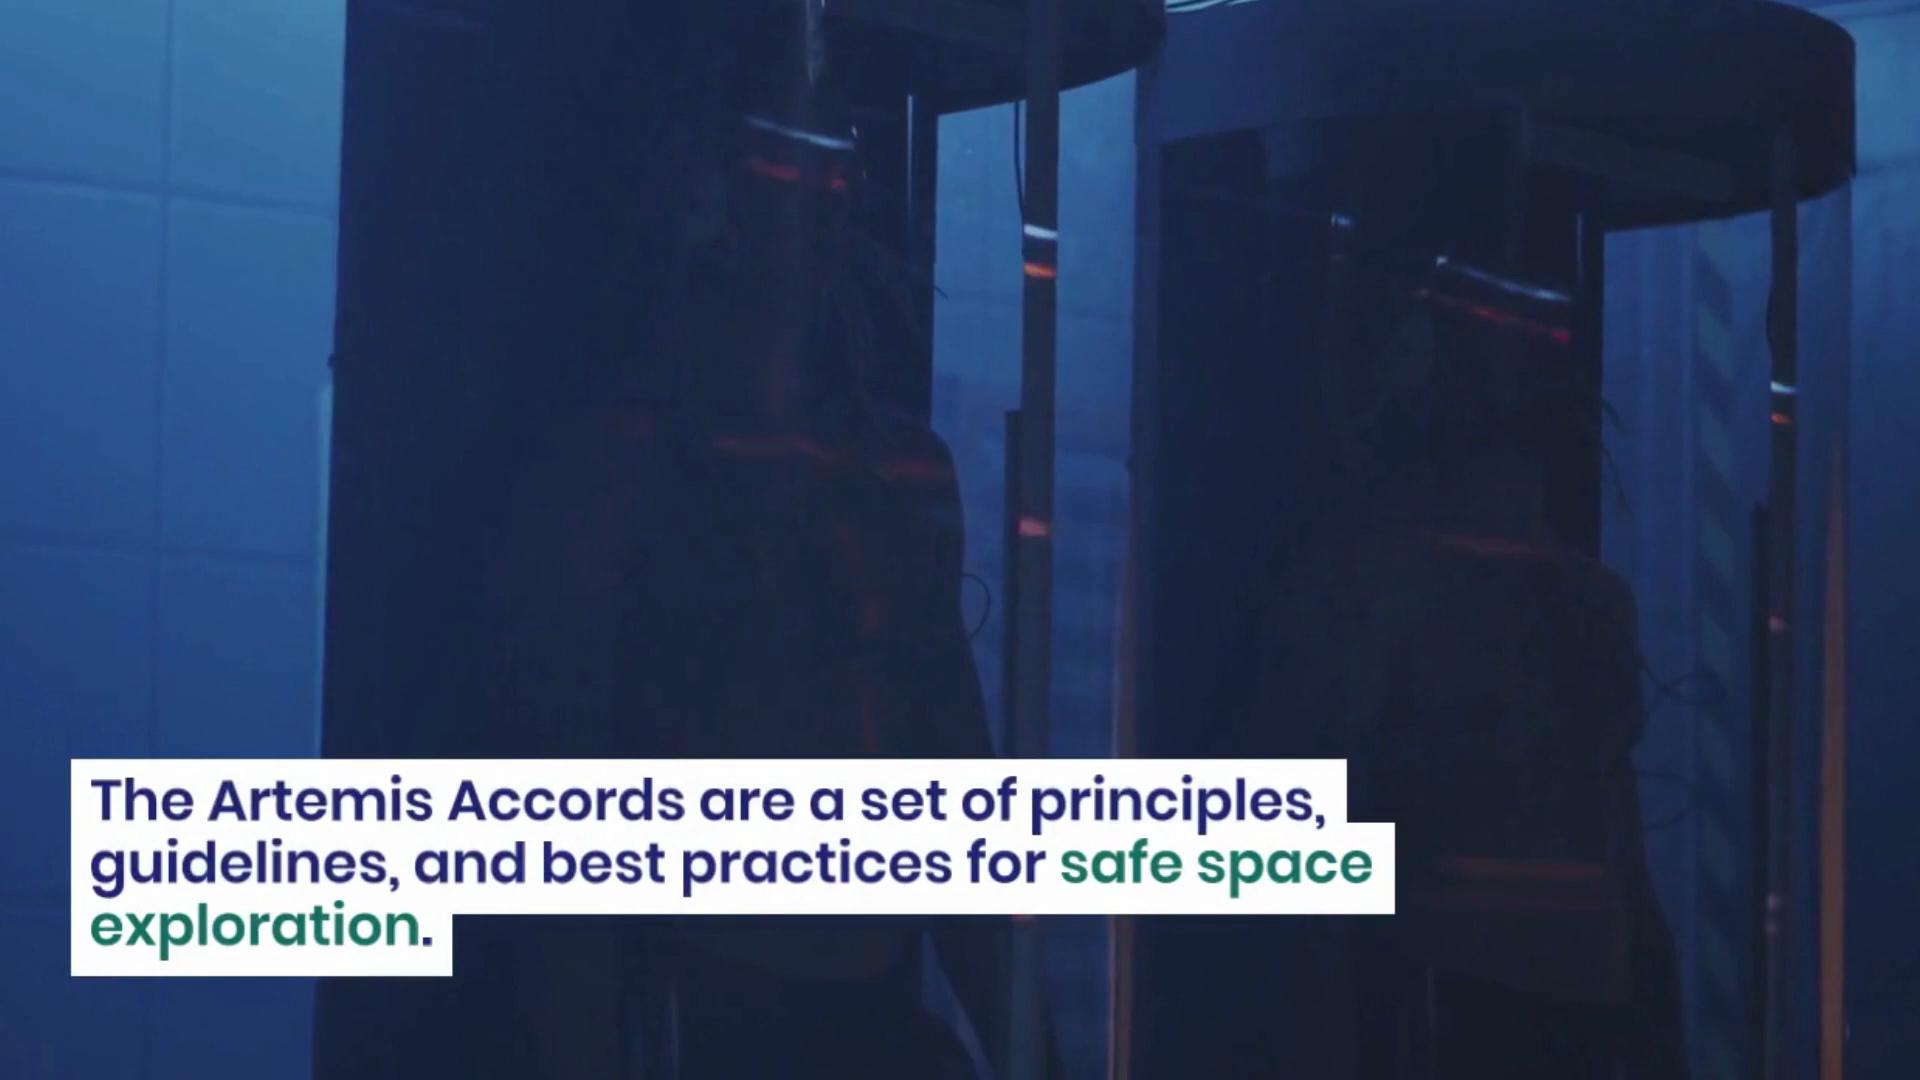 The Artemis Accords are a set of principles,
guidelines, and best practices for safe space
exploration.